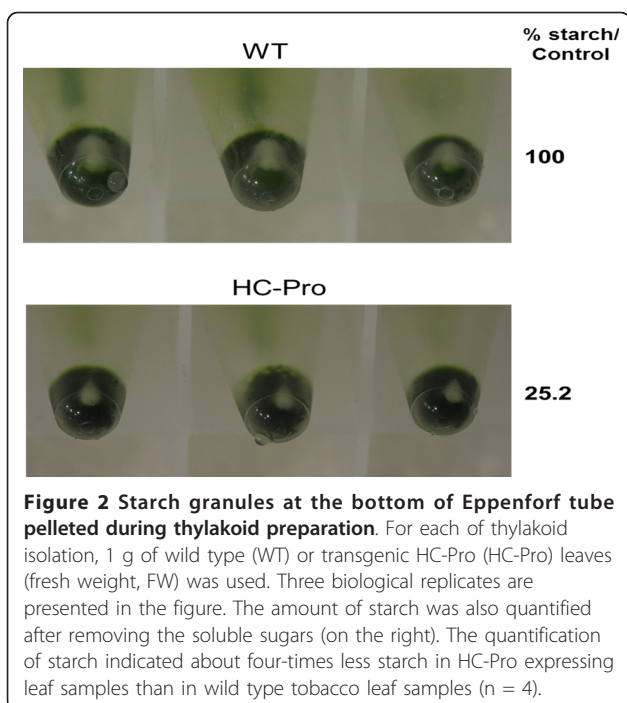 % starch/
Control
WT
100
HC-Pro
25.2
Figure 2 Starch granules at the bottom of Eppenforf tube
pelleted during thylakoid preparation. For each of thylakoid
isolation, 1 g of wild type (WT) or transgenic HC-Pro (HC-Pro) leaves
(fresh weight, FW) was used. Three biological replicates are
presented in the figure. The amount of starch was also quantified
after removing the soluble sugars (on the right). The quantification
of starch indicated about four-times less starch in HC-Pro expressing
leaf samples than in wild type tobacco leaf samples (n = 4).